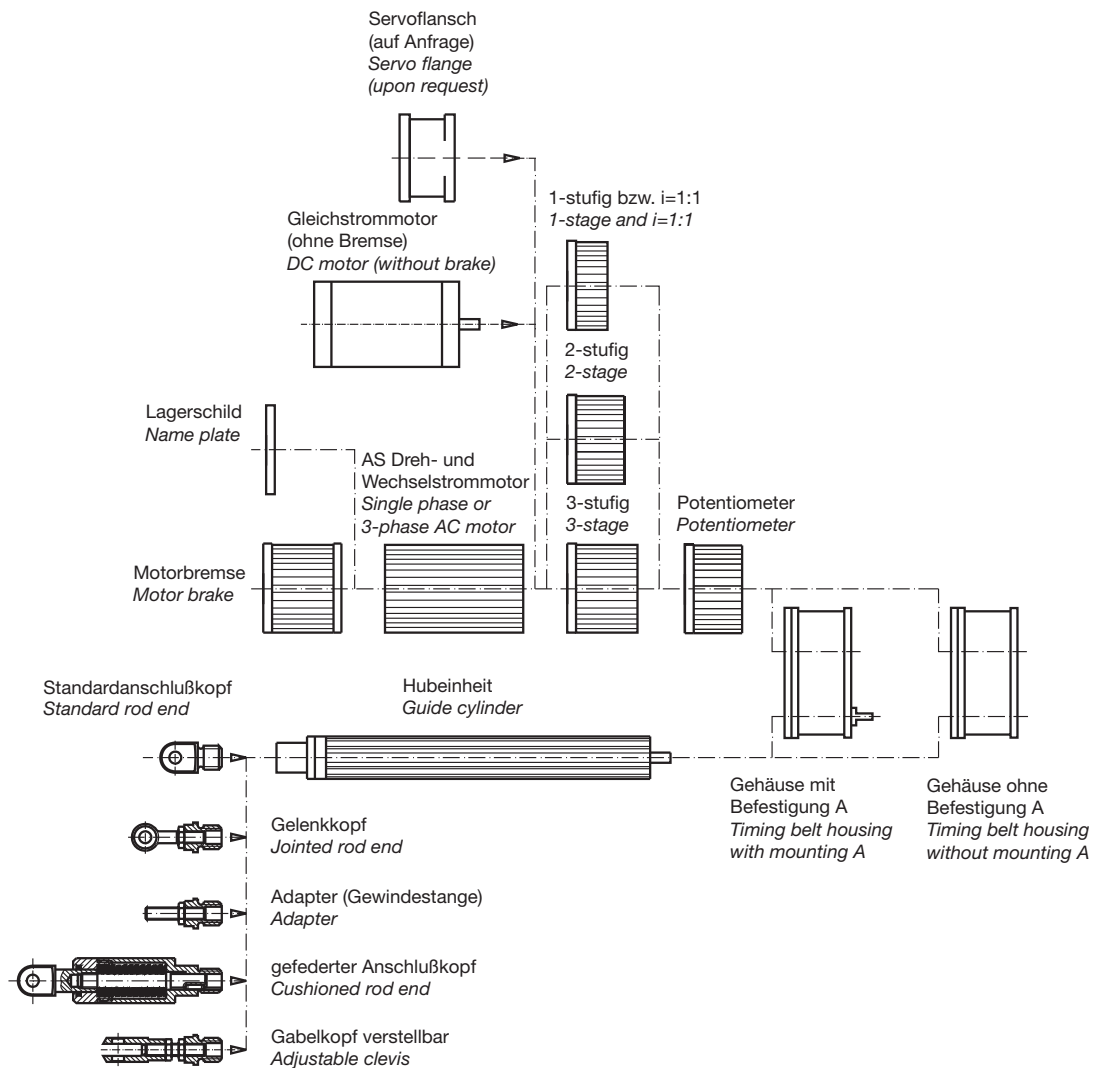 Servoflansch
(auf Anfrage)
Servo flange
(upon request)
1-stufig bzw. i=1:1
1-stage and i=1:1
Gleichstrommotor
(ohne Bremse)
DC motor (without brake)
2-stufig
2-stage
Lagerschild
Name plate
AS Dreh- und
Wechselstrommotor
Single phase or
3-phase AC motor
3-stufig
3-stage
Potentiometer
Potentiometer
Motorbremse
Motor brake
Standardanschlußkopf
Standard rod end
Hubeinheit
Guide cylinder
Gehäuse mit
Befestigung A
Timing belt housing
with mounting A
Gehäuse ohne
Befestigung A
Timing belt housing
without mounting A
Gelenkkopf
Jointed rod end
Adapter (Gewindestange)
Adapter
gefederter Anschlußkopf
Cushioned rod end
Gabelkopf verstellbar
Adjustable clevis